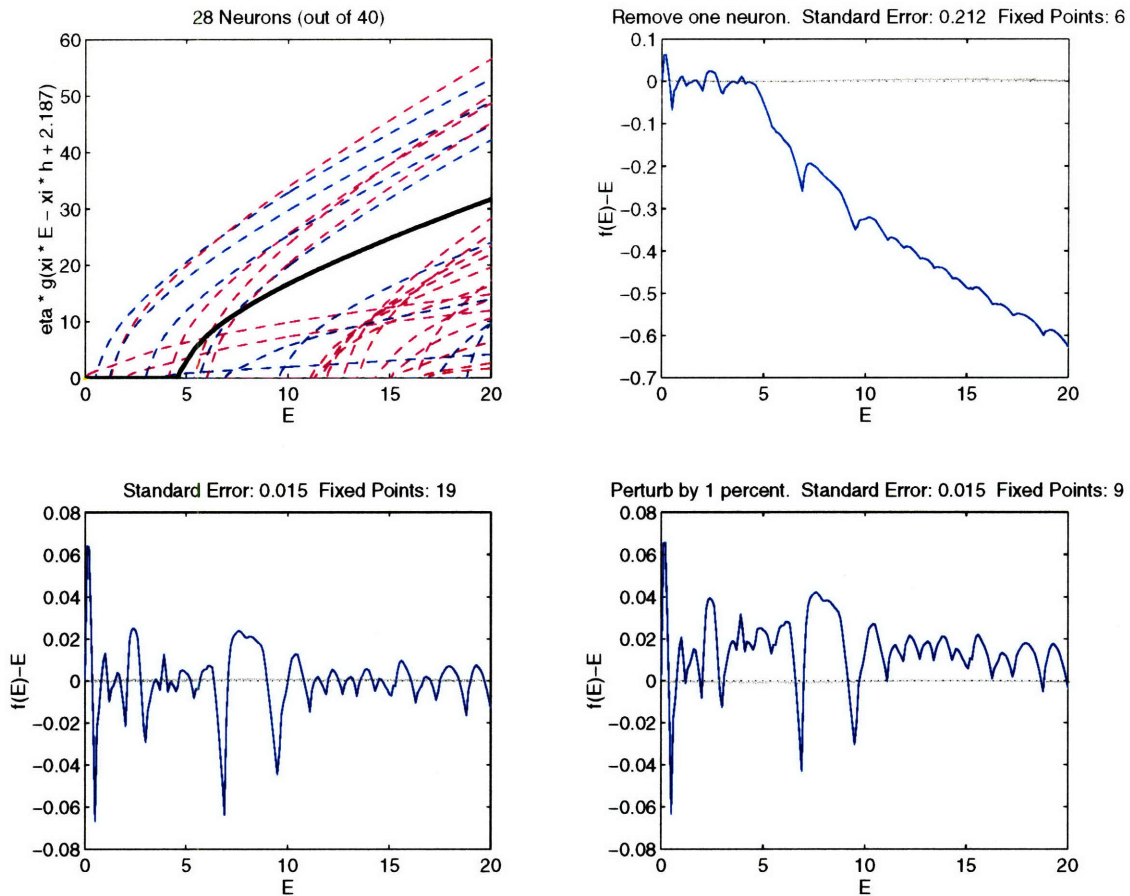 28 Neurons (out of 40)
60
50
40
30
20
10
0
eta* g(xi * E − xi * h + 2.187)
0 5 10 15 20
E
Remove one neuron. Standard Error: 0.212 Fixed Points: 6
0.1
0
−0.1
−0.2
−0.3
−0.4
−0.5
−0.6
−0.7
f(E)−E
0 5 10 15 20
E
Standard Error: 0.015 Fixed Points: 19
0.08
0.06
0.04
0.02
0
−0.02
−0.04
−0.06
−0.08
f(E)−E
0 5 10 15 20
E
Perturb by 1 percent. Standard Error: 0.015 Fixed Points: 9
0.08
0.06
0.04
0.02
0
−0.02
−0.04
−0.06
−0.08
f(E)−E
0 5 10 15 20
E